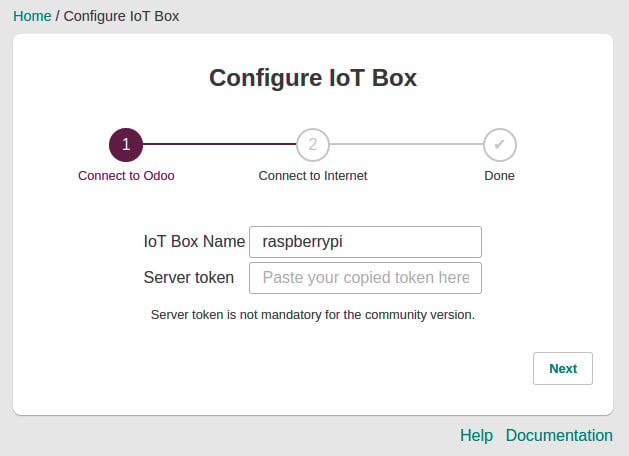 Home / Configure IoT Box
Configure IoT Box
1 2 ✔
Connect to Odoo Connect to Internet Done
IoT Box Name raspberrypi
Server token Paste your copied token here
Server token is not mandatory for the community version.
Next
Help Documentation